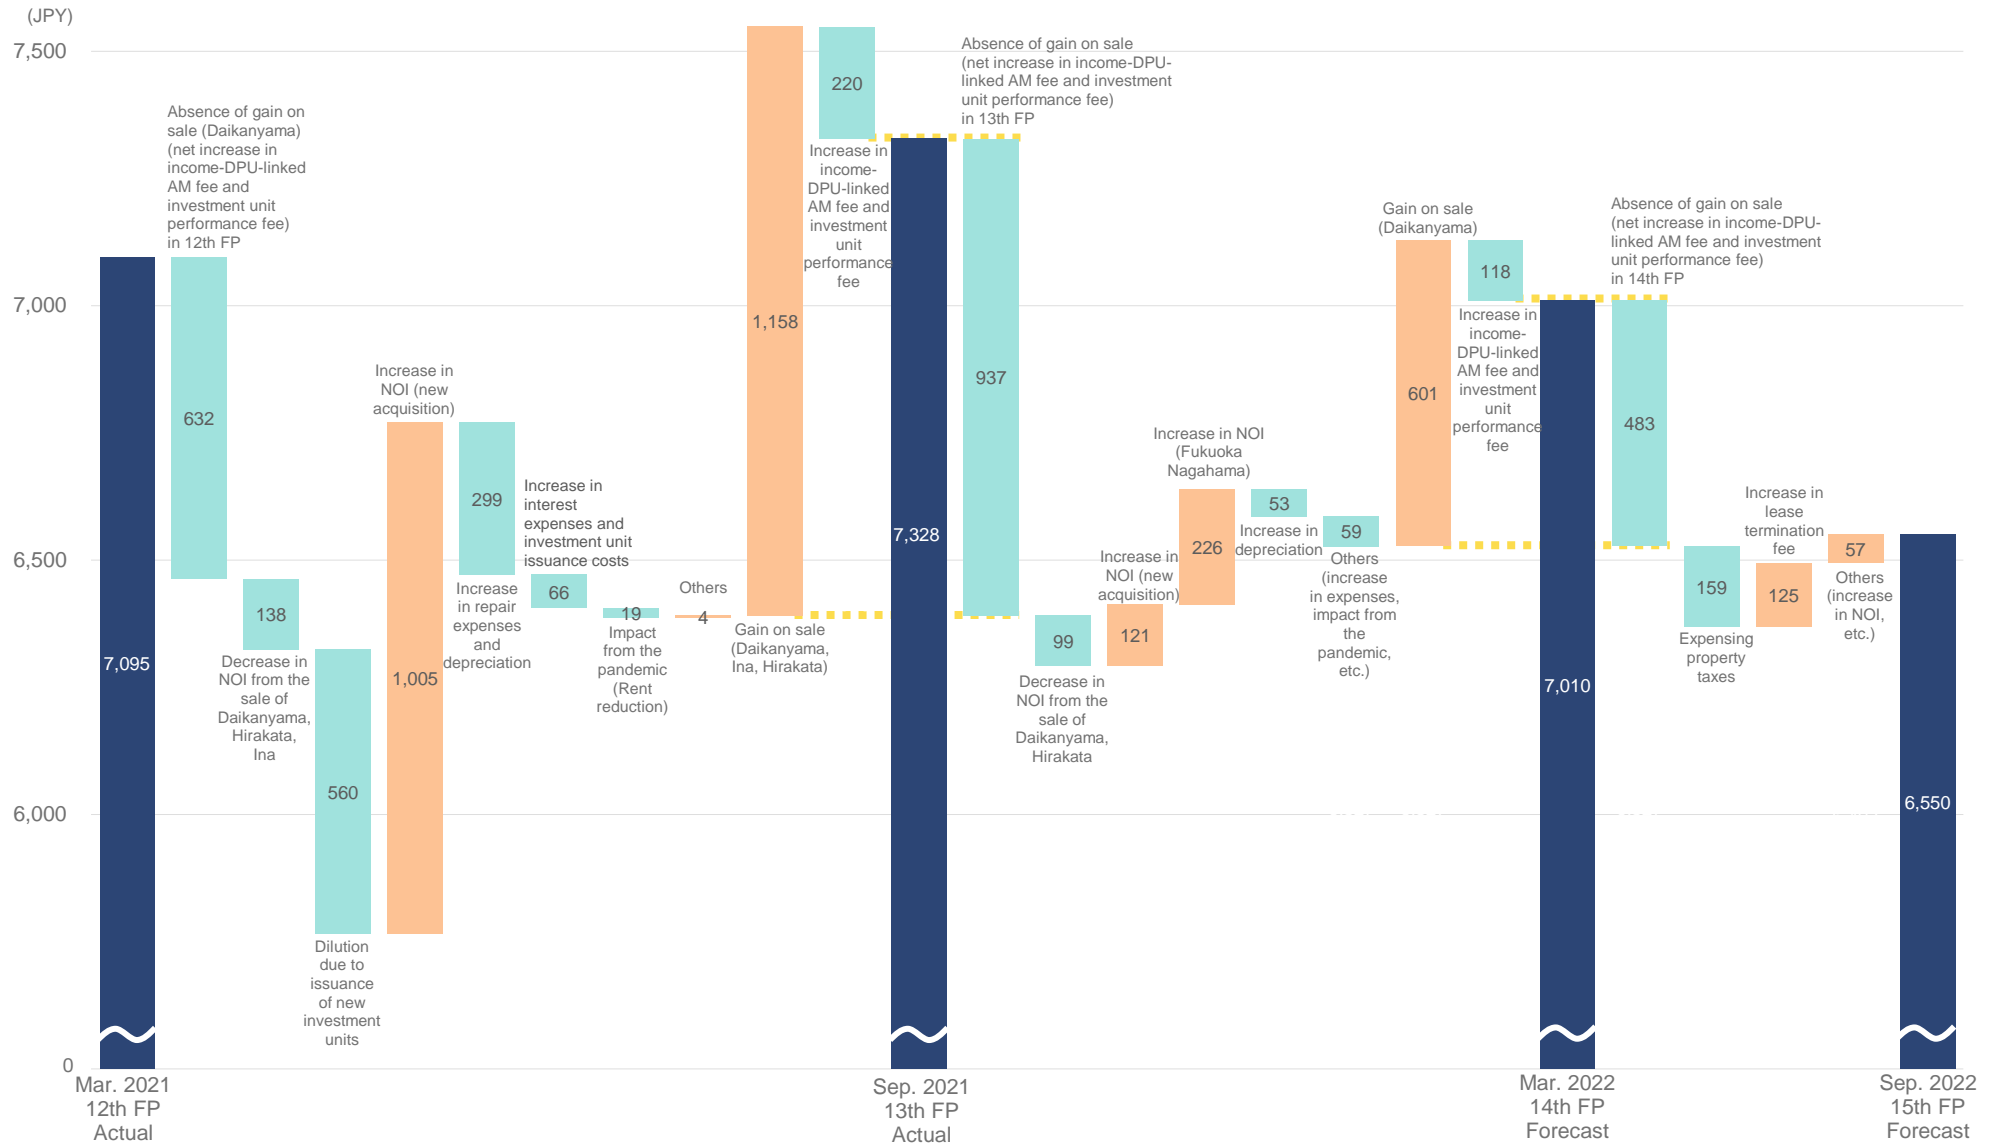 (JPY)
7,500
7,000
6,500
6,000
0
Absence of gain on
sale (Daikanyama)
(net increase in
income-DPU-linked
AM fee and
investment unit
performance fee)
in 12th FP
7,095
632
138
Decrease in
NOI from the
sale of
Daikanyama,
Hirakata,
Ina
560
Dilution
due to
issuance
of new
investment
units
Increase in
NOI (new
acquisition)
1,005
299
Increase
in repair
expenses
and
depreciation
Increase in
interest
expenses and
investment unit
issuance costs
66
19
Impact
from the
pandemic
(Rent
reduction)
Others
4
1,158
Gain on sale
(Daikanyama,
Ina, Hirakata)
220
Increase in
income-
DPU-linked
AM fee and
investment
unit
performance
fee
7,328
Absence of gain on sale
(net increase in income-DPU-
linked AM fee and investment
unit performance fee)
in 13th FP
937
99
Decrease in
NOI from the
sale of
Daikanyama,
Hirakata
Increase in
NOI (new
acquisition)
121
Increase in NOI
(Fukuoka
Nagahama)
226
53
Increase in
depreciation
59
Others
(increase
in expenses,
impact from
the
pandemic,
etc.)
Gain on sale
(Daikanyama)
601
118
Increase in
income-
DPU-linked
AM fee and
investment
unit
performance
fee
7,010
Absence of gain on sale
(net increase in income-DPU-
linked AM fee and investment
unit performance fee)
in 14th FP
483
159
Expensing
property
taxes
Increase in
lease
termination
fee
125
57
Others
(increase
in NOI,
etc.)
6,550
Mar. 2021
12th FP
Actual
Sep. 2021
13th FP
Actual
Mar. 2022
14th FP
Forecast
Sep. 2022
15th FP
Forecast